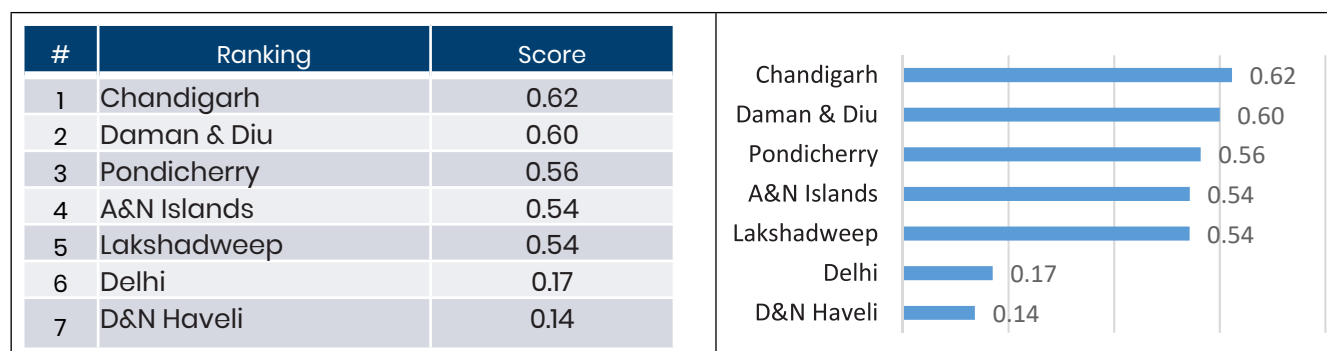 # Ranking Score
1 Chandigarh 0.62
2 Daman & Diu 0.60
3 Pondicherry 0.56
4 A&N Islands 0.54
5 Lakshadweep 0.54
6 Delhi 0.17
7 D&N Haveli 0.14
Chandigarh 0.62
Daman & Diu 0.60
Pondicherry 0.56
A&N Islands 0.54
Lakshadweep 0.54
Delhi 0.17
D&N Haveli 0.14